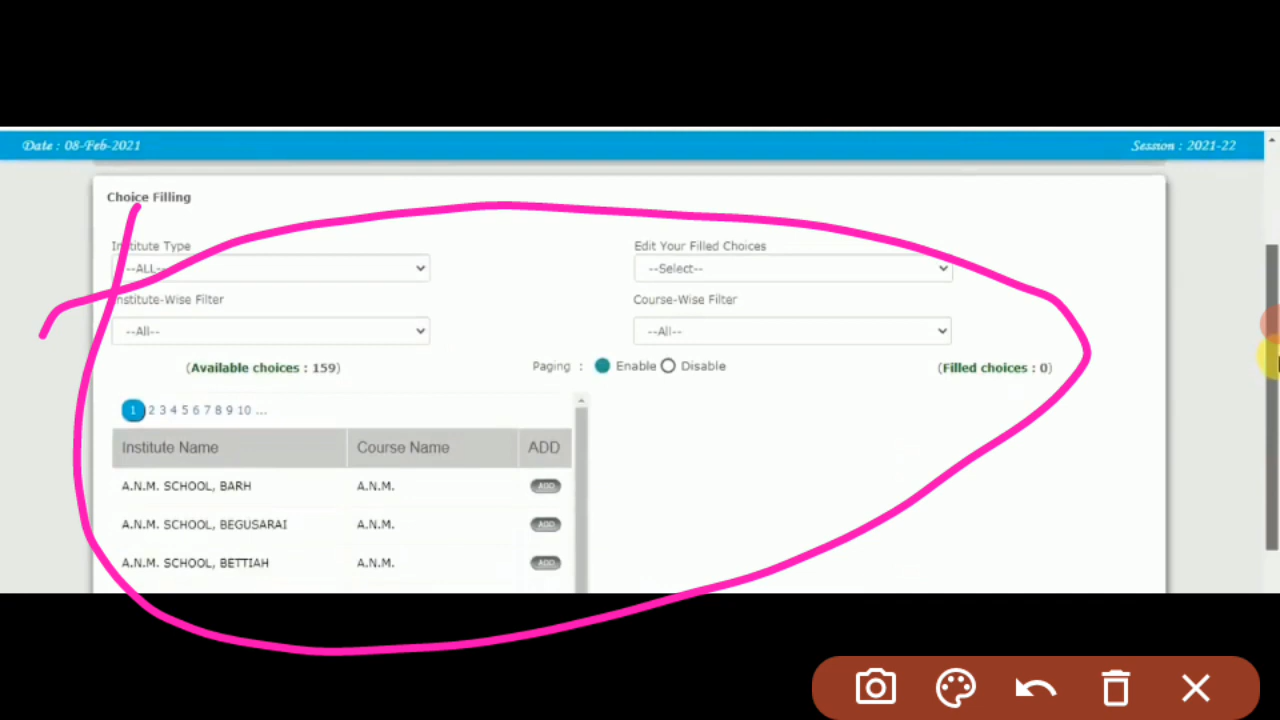 Date : 08-Feb-2021 Session : 2021-22
Choice Filling
Institute Type Edit Your Filled Choices
--ALL-- --Select--
Institute-Wise Filter Course-Wise Filter
--All-- --All--
(Available choices : 159) Paging : Enable Disable (Filled choices : 0)
1 2 3 4 5 6 7 8 9 10 ...
Institute Name Course Name ADD
A.N.M. SCHOOL, BARH A.N.M. ADD
A.N.M. SCHOOL, BEGUSARAI A.N.M. ADD
A.N.M. SCHOOL, BETTIAH A.N.M. ADD